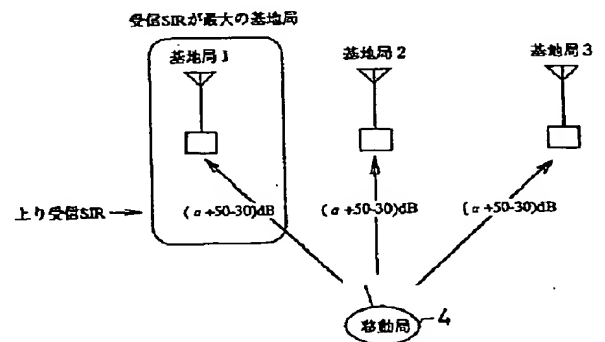 受信SIRが最大の基地局
基地局1
基地局2
基地局3
上り受信SIR
(α+50-30)dB
(α+50-30)dB
(α+50-30)dB
移動局
4